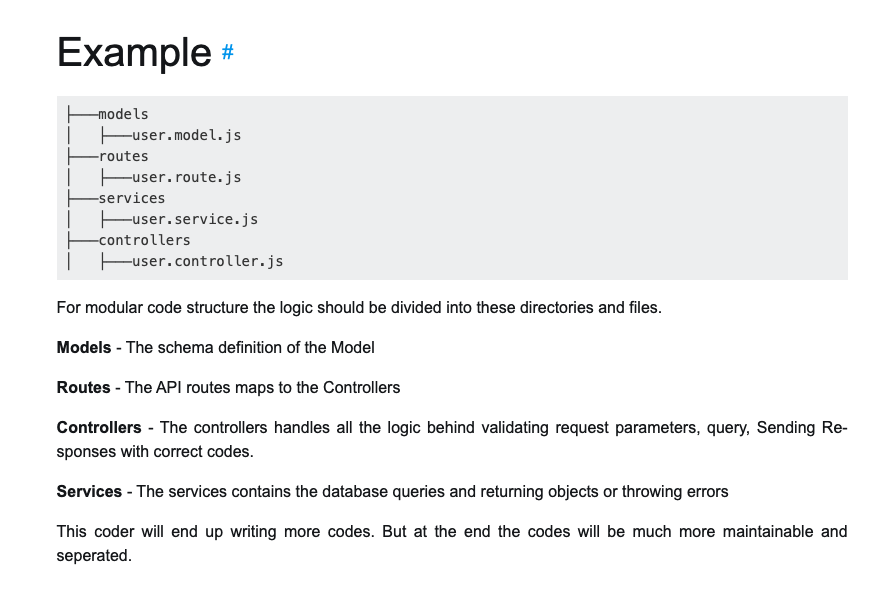 Example #
├──models
│   ├──user.model.js
├──routes
│   ├──user.route.js
├──services
│   ├──user.service.js
├──controllers
│   ├──user.controller.js
For modular code structure the logic should be divided into these directories and files.
Models - The schema definition of the Model
Routes - The API routes maps to the Controllers
Controllers - The controllers handles all the logic behind validating request parameters, query, Sending Re-
sponses with correct codes.
Services - The services contains the database queries and returning objects or throwing errors
This coder will end up writing more codes. But at the end the codes will be much more maintainable and
seperated.